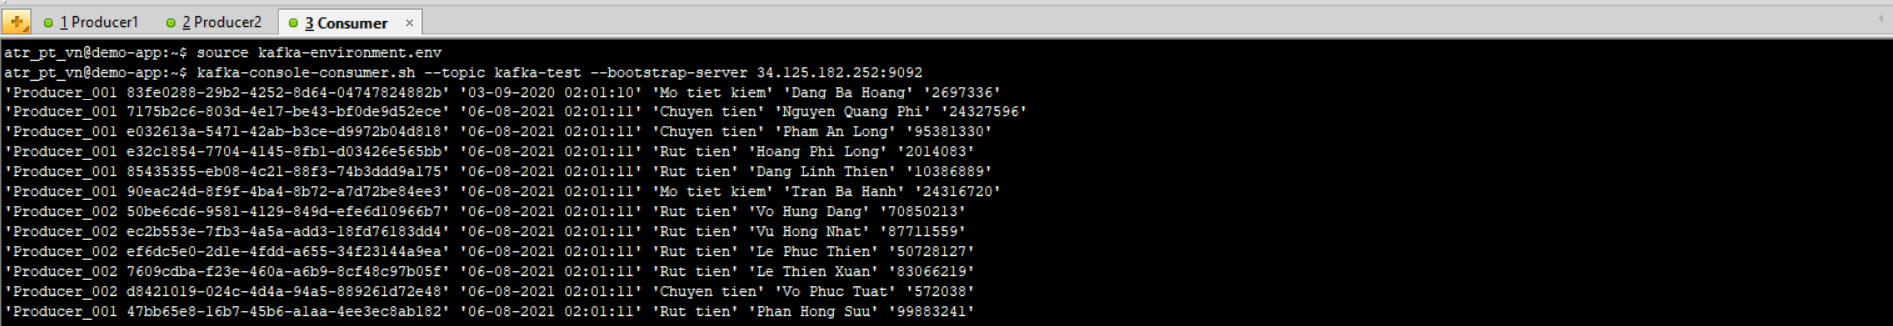 1 Producer1 2 Producer2 3 Consumer ×
atr_pt_vn@demo-app:~$ source kafka-environment.env
atr_pt_vn@demo-app:~$ kafka-console-consumer.sh --topic kafka-test --bootstrap-server 34.125.182.252:9092
'Producer_001 83fe0288-29b2-4252-8d64-04747824882b' '03-09-2020 02:01:10' 'Mo tiet kiem' 'Dang Ba Hoang' '2697336'
'Producer_001 7175b2c6-803d-4e17-be43-bf0de9d52ece' '06-08-2021 02:01:11' 'Chuyen tien' 'Nguyen Quang Phi' '24327596'
'Producer_001 e032613a-5471-42ab-b3ce-d9972b04d818' '06-08-2021 02:01:11' 'Chuyen tien' 'Pham An Long' '95381330'
'Producer_001 e32c1854-7704-4145-8fb1-d03426e565bb' '06-08-2021 02:01:11' 'Rut tien' 'Hoang Phi Long' '2014083'
'Producer_001 85435355-eb08-4c21-88f3-74b3ddd9a175' '06-08-2021 02:01:11' 'Rut tien' 'Dang Linh Thien' '10386889'
'Producer_001 90eac24d-8f9f-4ba4-8b72-a7d72be84ee3' '06-08-2021 02:01:11' 'Mo tiet kiem' 'Tran Ba Hanh' '24316720'
'Producer_002 50be6cd6-9581-4129-849d-efe6d10966b7' '06-08-2021 02:01:11' 'Rut tien' 'Vo Hung Dang' '70850213'
'Producer_002 ec2b553e-7fb3-4a5a-add3-18fd76183dd4' '06-08-2021 02:01:11' 'Rut tien' 'Vu Hong Nhat' '87711559'
'Producer_002 ef6dc5e0-2d1e-4fdd-a655-34f23144a9ea' '06-08-2021 02:01:11' 'Rut tien' 'Le Phuc Thien' '50728127'
'Producer_002 7609cdba-f23e-460a-a6b9-8cf48c97b05f' '06-08-2021 02:01:11' 'Rut tien' 'Le Thien Xuan' '83066219'
'Producer_002 d8421019-024c-4d4a-94a5-889261d72e48' '06-08-2021 02:01:11' 'Chuyen tien' 'Vo Phuc Tuat' '572038'
'Producer_001 47bb65e8-16b7-45b6-a1aa-4ee3ec8ab182' '06-08-2021 02:01:11' 'Rut tien' 'Phan Hong Suu' '99883241'